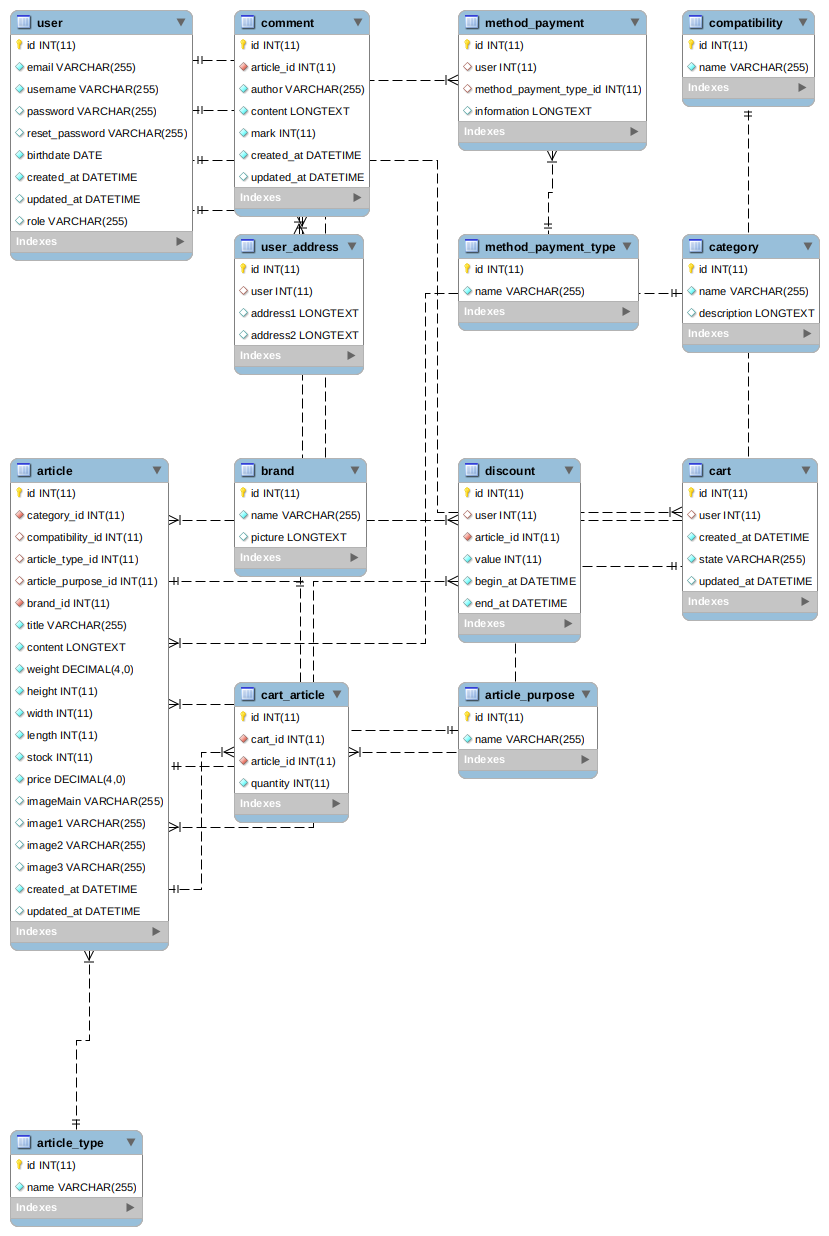 user
id INT(11)
email VARCHAR(255)
username VARCHAR(255)
password VARCHAR(255)
reset_password VARCHAR(255)
birthdate DATE
created_at DATETIME
updated_at DATETIME
role VARCHAR(255)
Indexes
comment
id INT(11)
article_id INT(11)
author VARCHAR(255)
content LONGTEXT
mark INT(11)
created_at DATETIME
updated_at DATETIME
Indexes
method_payment
id INT(11)
user INT(11)
method_payment_type_id INT(11)
information LONGTEXT
Indexes
compatibility
id INT(11)
name VARCHAR(255)
Indexes
user_address
id INT(11)
user INT(11)
address1 LONGTEXT
address2 LONGTEXT
Indexes
method_payment_type
id INT(11)
name VARCHAR(255)
Indexes
category
id INT(11)
name VARCHAR(255)
description LONGTEXT
Indexes
article
id INT(11)
category_id INT(11)
compatibility_id INT(11)
article_type_id INT(11)
article_purpose_id INT(11)
brand_id INT(11)
title VARCHAR(255)
content LONGTEXT
weight DECIMAL(4,0)
height INT(11)
width INT(11)
length INT(11)
stock INT(11)
price DECIMAL(4,0)
imageMain VARCHAR(255)
image1 VARCHAR(255)
image2 VARCHAR(255)
image3 VARCHAR(255)
created_at DATETIME
updated_at DATETIME
Indexes
brand
id INT(11)
name VARCHAR(255)
picture LONGTEXT
Indexes
discount
id INT(11)
user INT(11)
article_id INT(11)
value INT(11)
begin_at DATETIME
end_at DATETIME
Indexes
cart
id INT(11)
user INT(11)
created_at DATETIME
state VARCHAR(255)
updated_at DATETIME
Indexes
cart_article
id INT(11)
cart_id INT(11)
article_id INT(11)
quantity INT(11)
Indexes
article_purpose
id INT(11)
name VARCHAR(255)
Indexes
article_type
id INT(11)
name VARCHAR(255)
Indexes